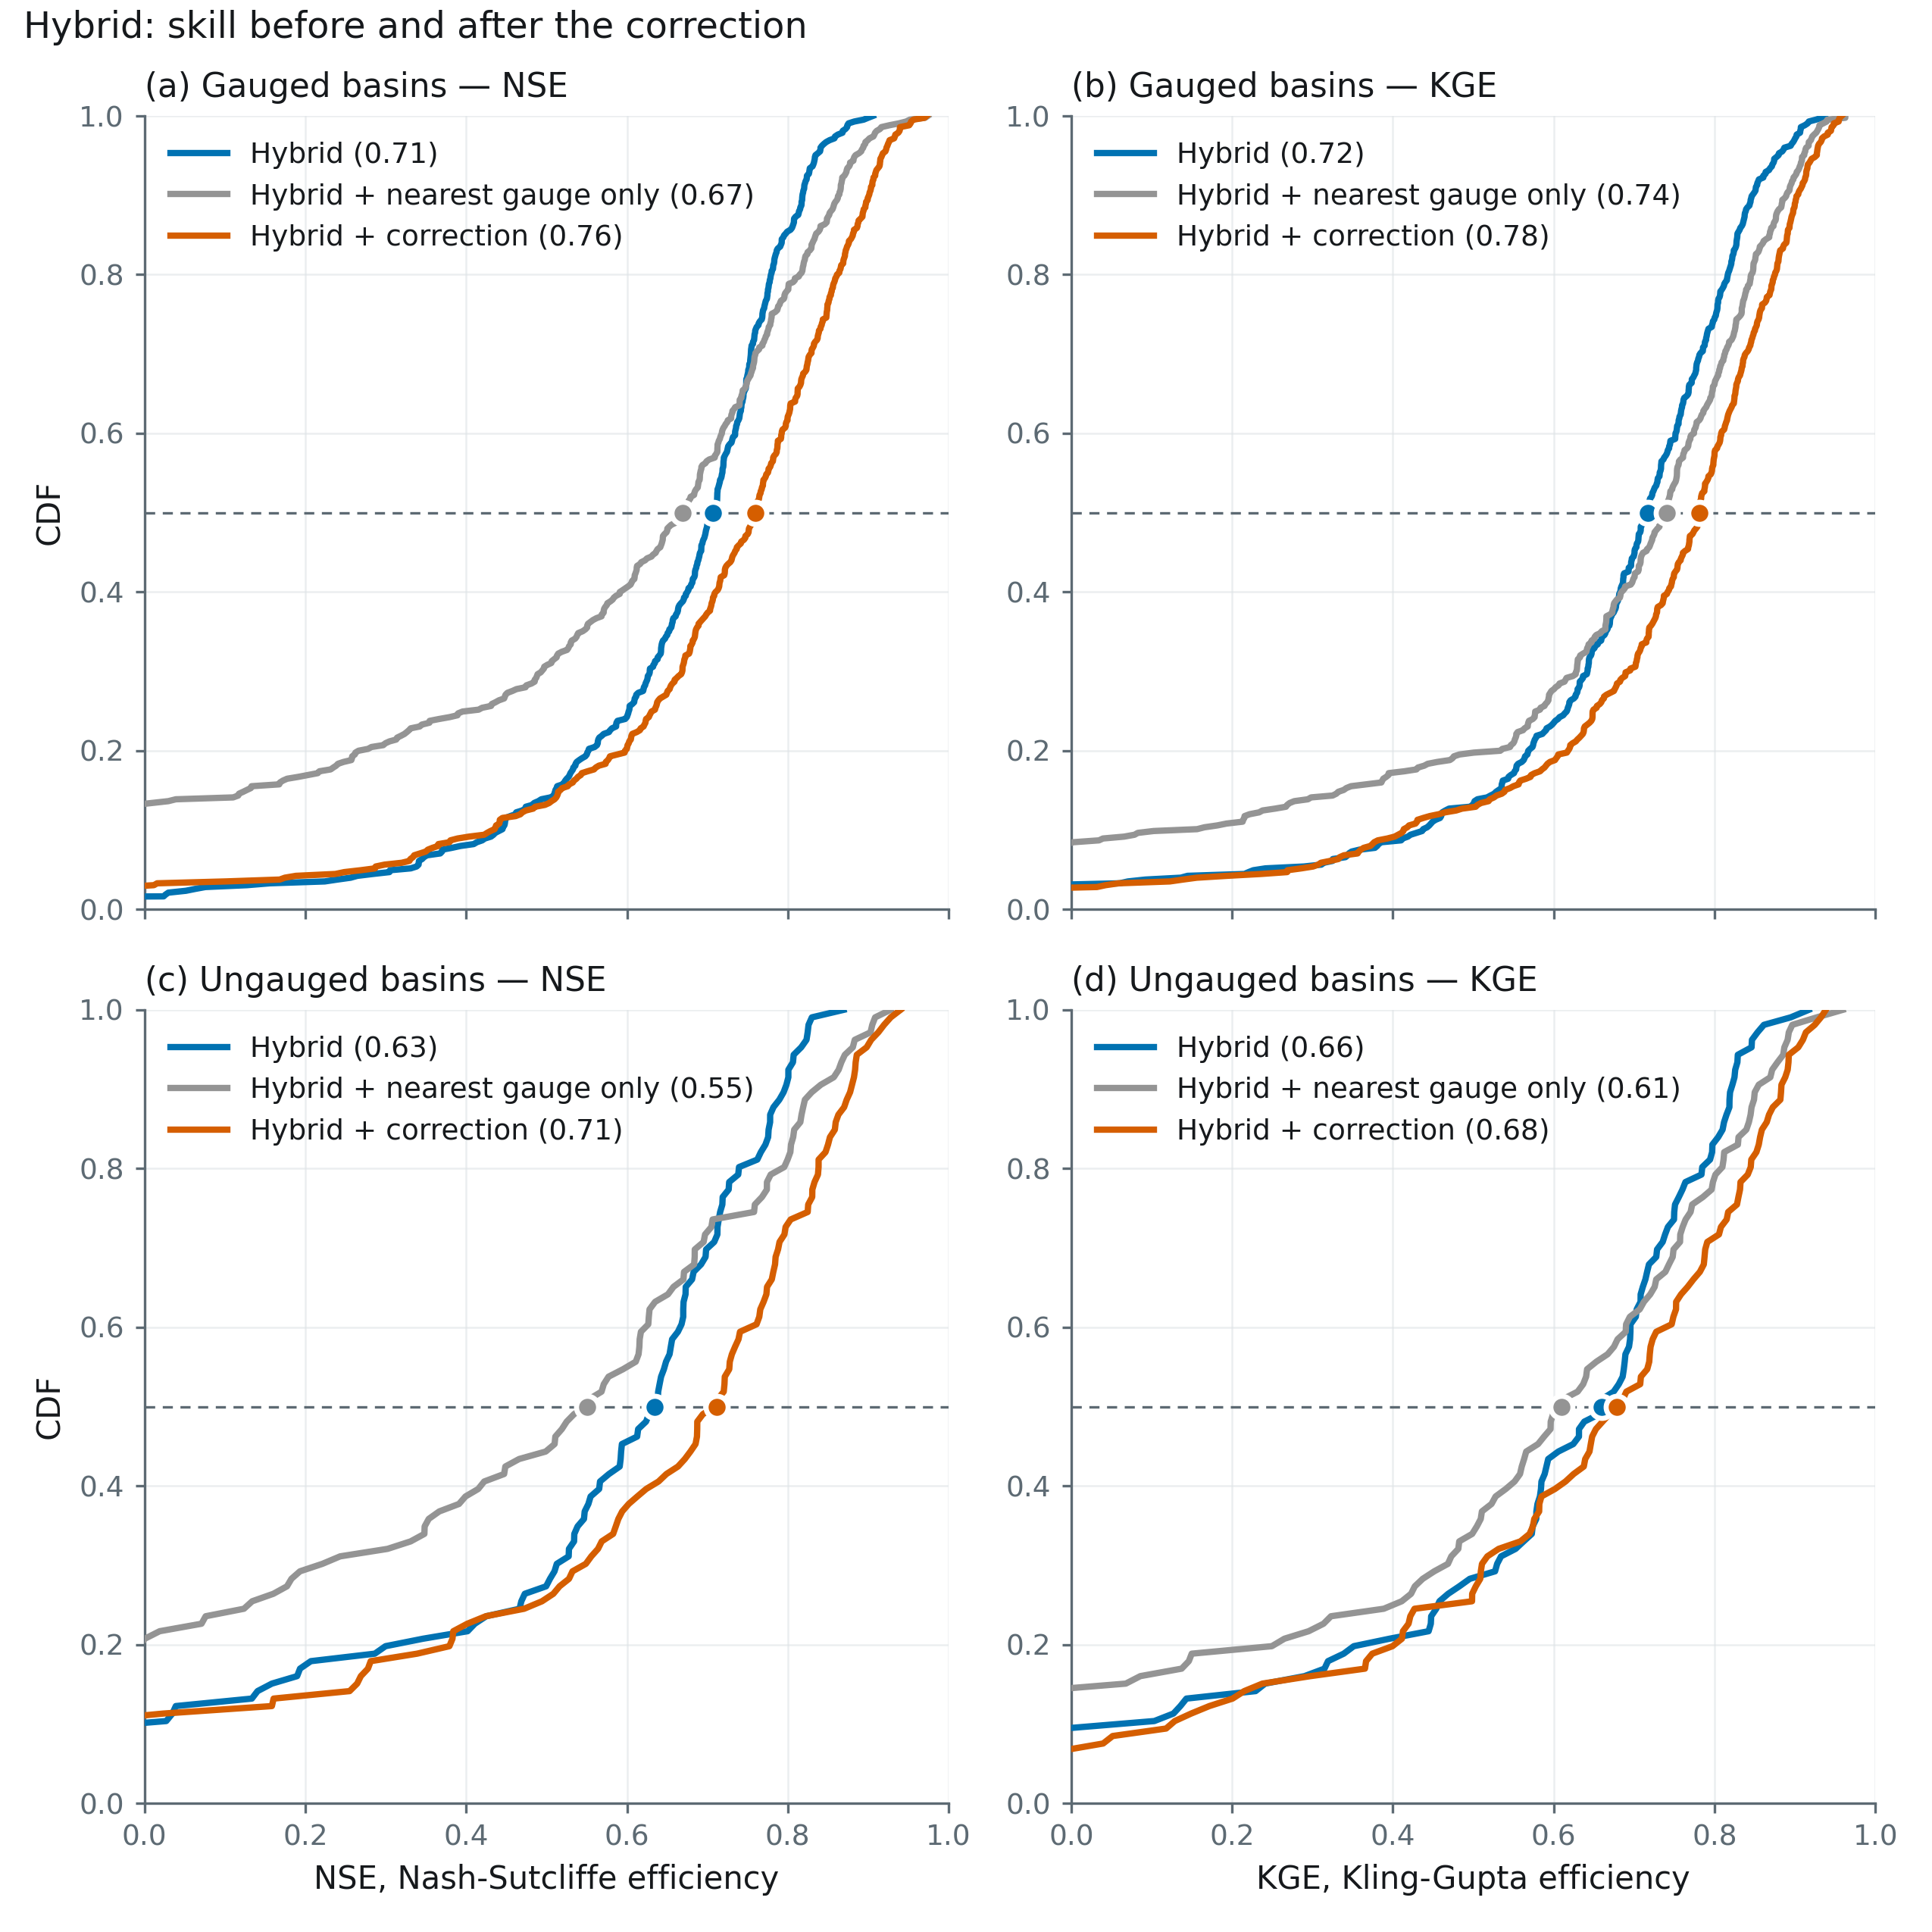 Hybrid: skill before and after the correction
(a) Gauged basins — NSE
1.0
0.8
0.6
0.4
0.2
0.0
CDF
Hybrid (0.71)
Hybrid + nearest gauge only (0.67)
Hybrid + correction (0.76)
(b) Gauged basins — KGE
1.0
0.8
0.6
0.4
0.2
0.0
Hybrid (0.72)
Hybrid + nearest gauge only (0.74)
Hybrid + correction (0.78)
(c) Ungauged basins — NSE
1.0
0.8
0.6
0.4
0.2
0.0
CDF
Hybrid (0.63)
Hybrid + nearest gauge only (0.55)
Hybrid + correction (0.71)
0.0 0.2 0.4 0.6 0.8 1.0
NSE, Nash-Sutcliffe efficiency
(d) Ungauged basins — KGE
1.0
0.8
0.6
0.4
0.2
0.0
Hybrid (0.66)
Hybrid + nearest gauge only (0.61)
Hybrid + correction (0.68)
0.0 0.2 0.4 0.6 0.8 1.0
KGE, Kling-Gupta efficiency